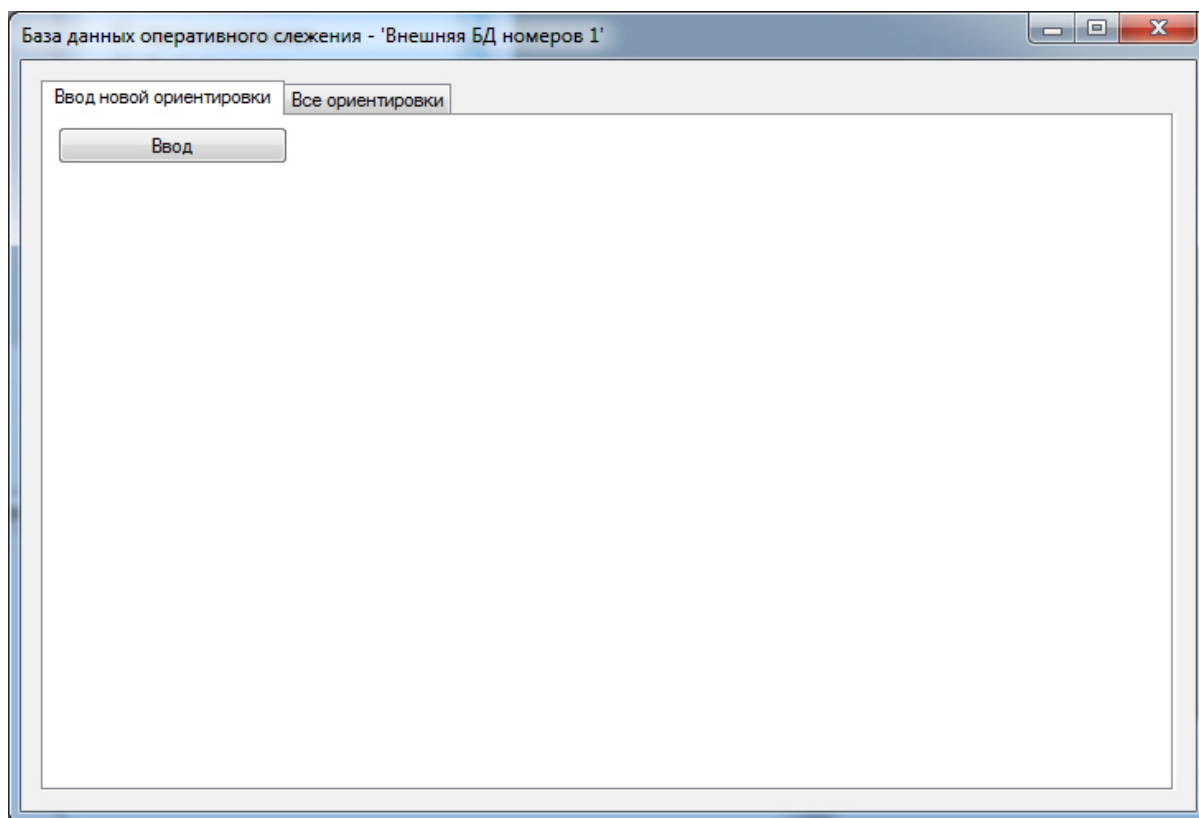 База данных оперативного слежения - 'Внешняя БД номеров 1'
Ввод новой ориентировки Все ориентировки
Ввод